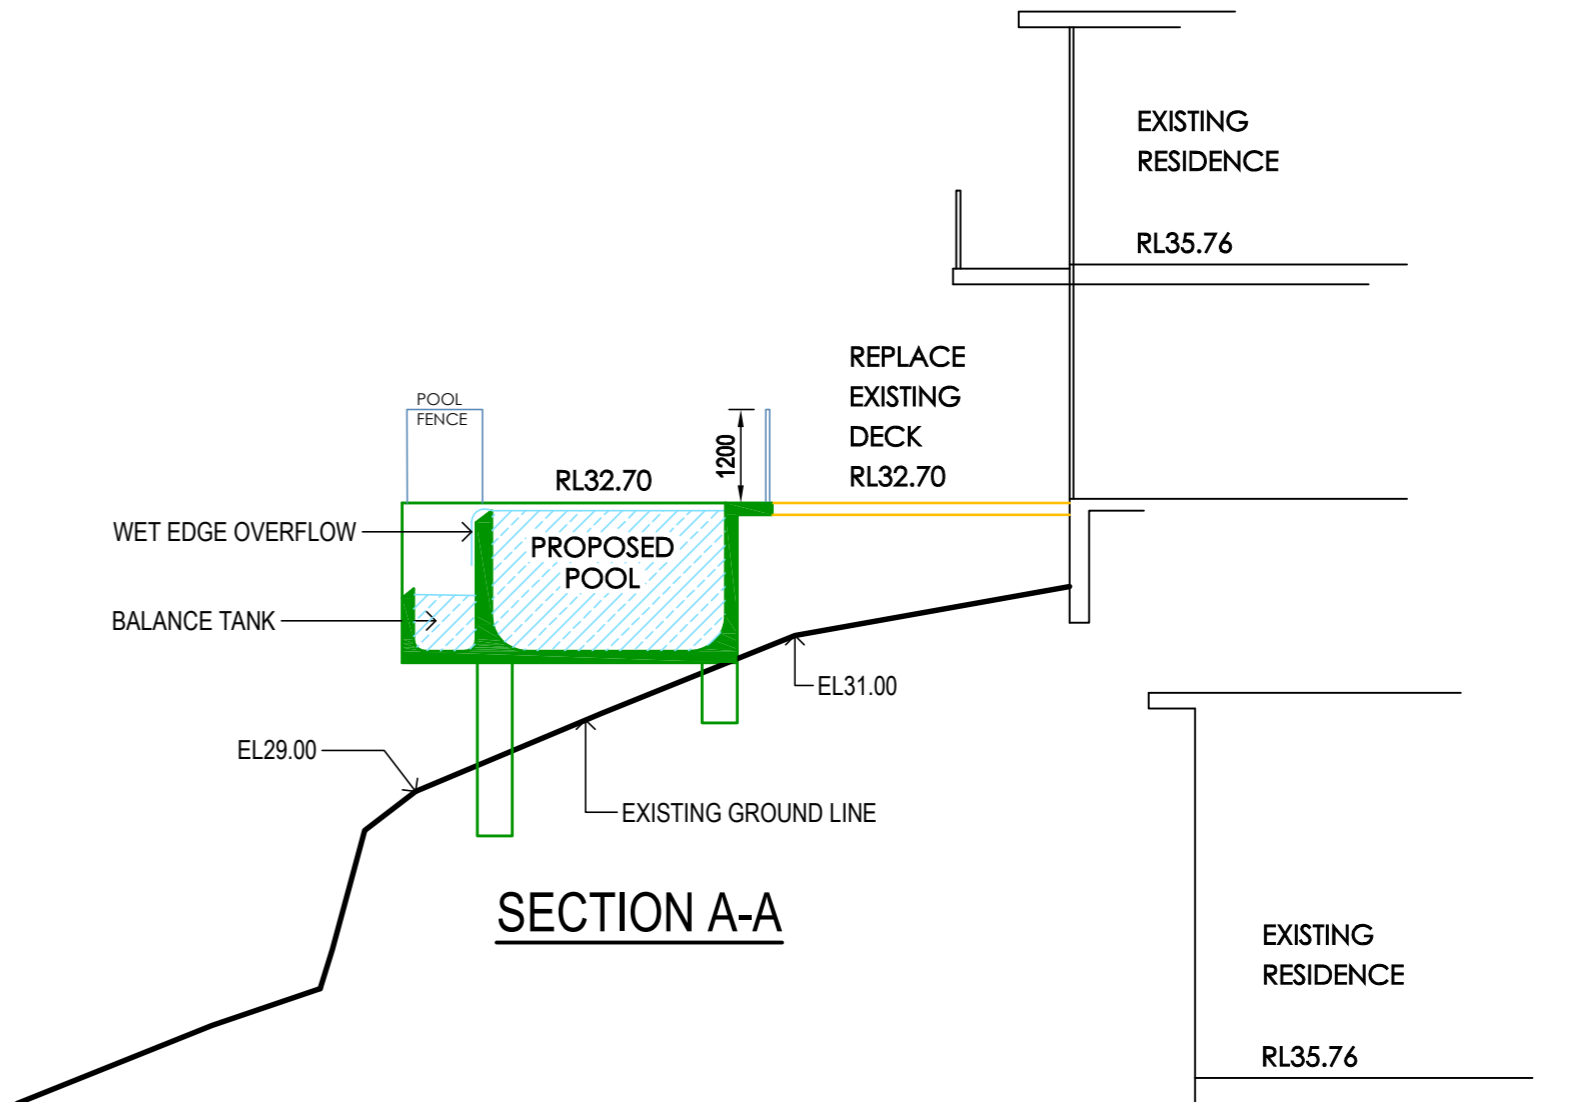 EXISTING
RESIDENCE
RL35.76
REPLACE
EXISTING
DECK
RL32.70
POOL
FENCE
1200
RL32.70
WET EDGE OVERFLOW
PROPOSED
POOL
BALANCE TANK
EL31.00
EL29.00
EXISTING GROUND LINE
SECTION A-A
EXISTING
RESIDENCE
RL35.76